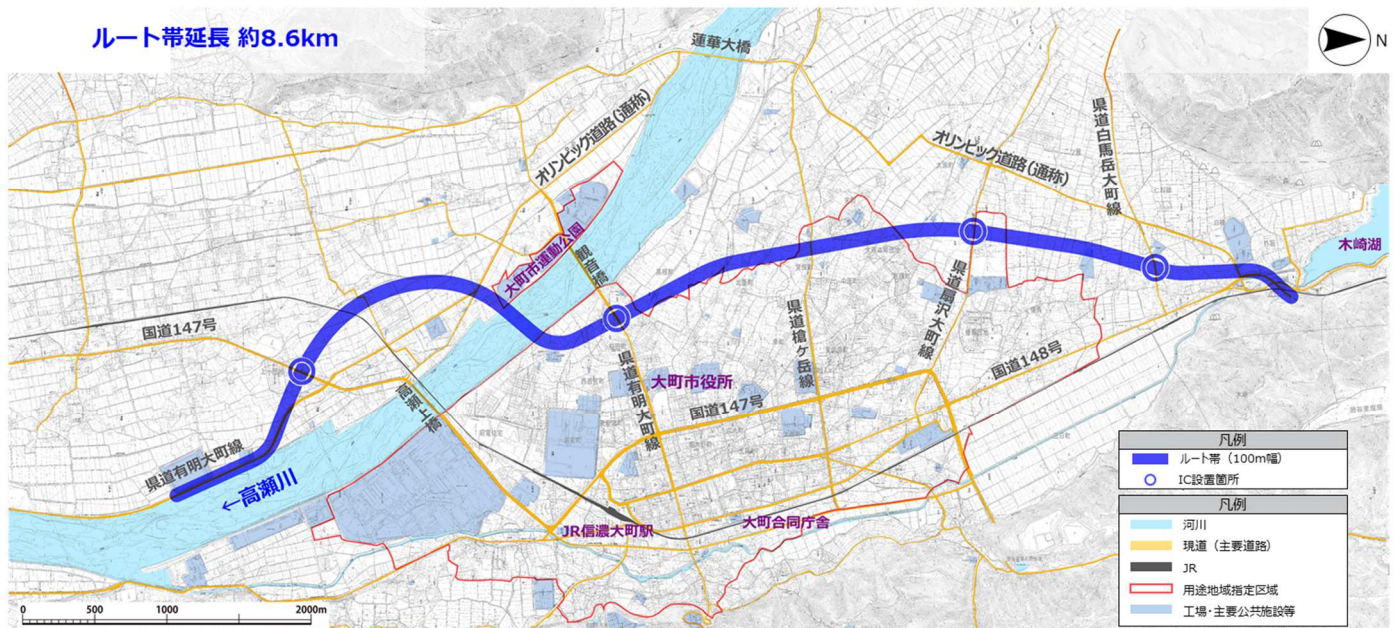 ルート帯延長 約8.6km
N
蓮華大橋
オリンピック道路(通称)
県道白馬岳大町線
オリンピック道路(通称)
木崎湖
大町市運動公園
観音橋
県道扇沢大町線
県道槍ヶ岳線
国道147号
国道148号
県道有明大町線
大町市役所
国道147号
高瀬上橋
県道有明大町線
←高瀬川
JR信濃大町駅
大町合同庁舎
凡例
ルート帯(100m幅)
IC設置箇所
凡例
河川
現道(主要道路)
JR
用途地域指定区域
工場・主要公共施設等
0 500 1000 2000m